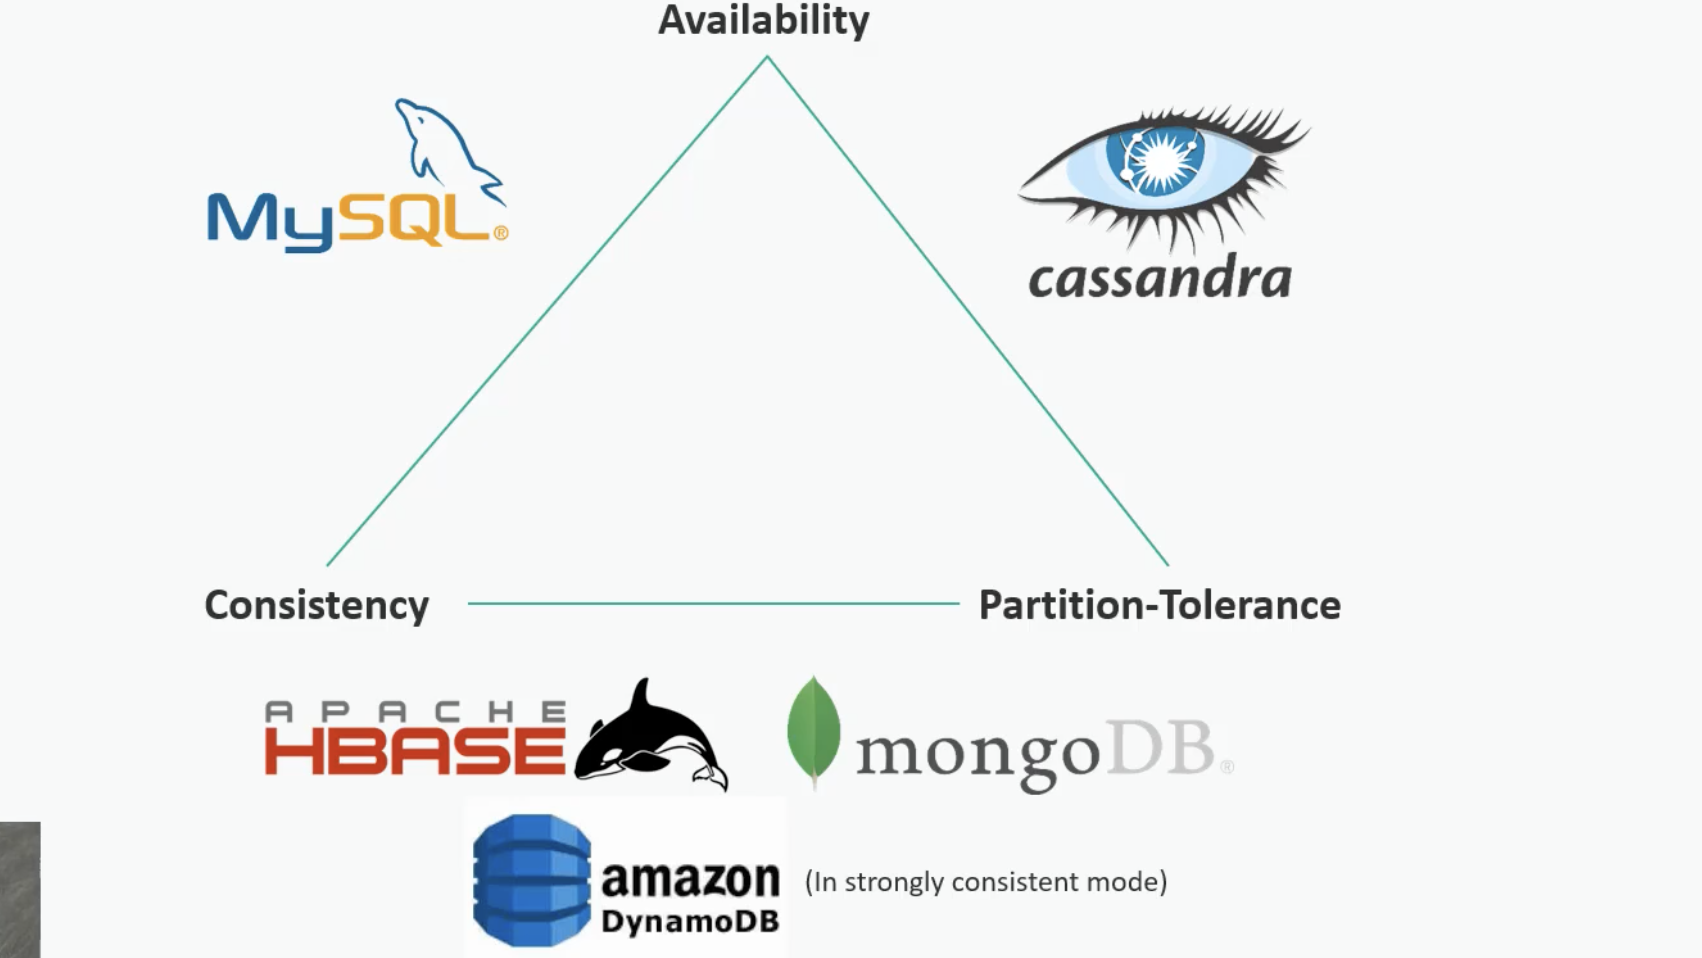 Availability
MySQL®
cassandra
Consistency
Partition-Tolerance
APACHE
HBASE
mongoDB®
amazon
DynamoDB
(In strongly consistent mode)